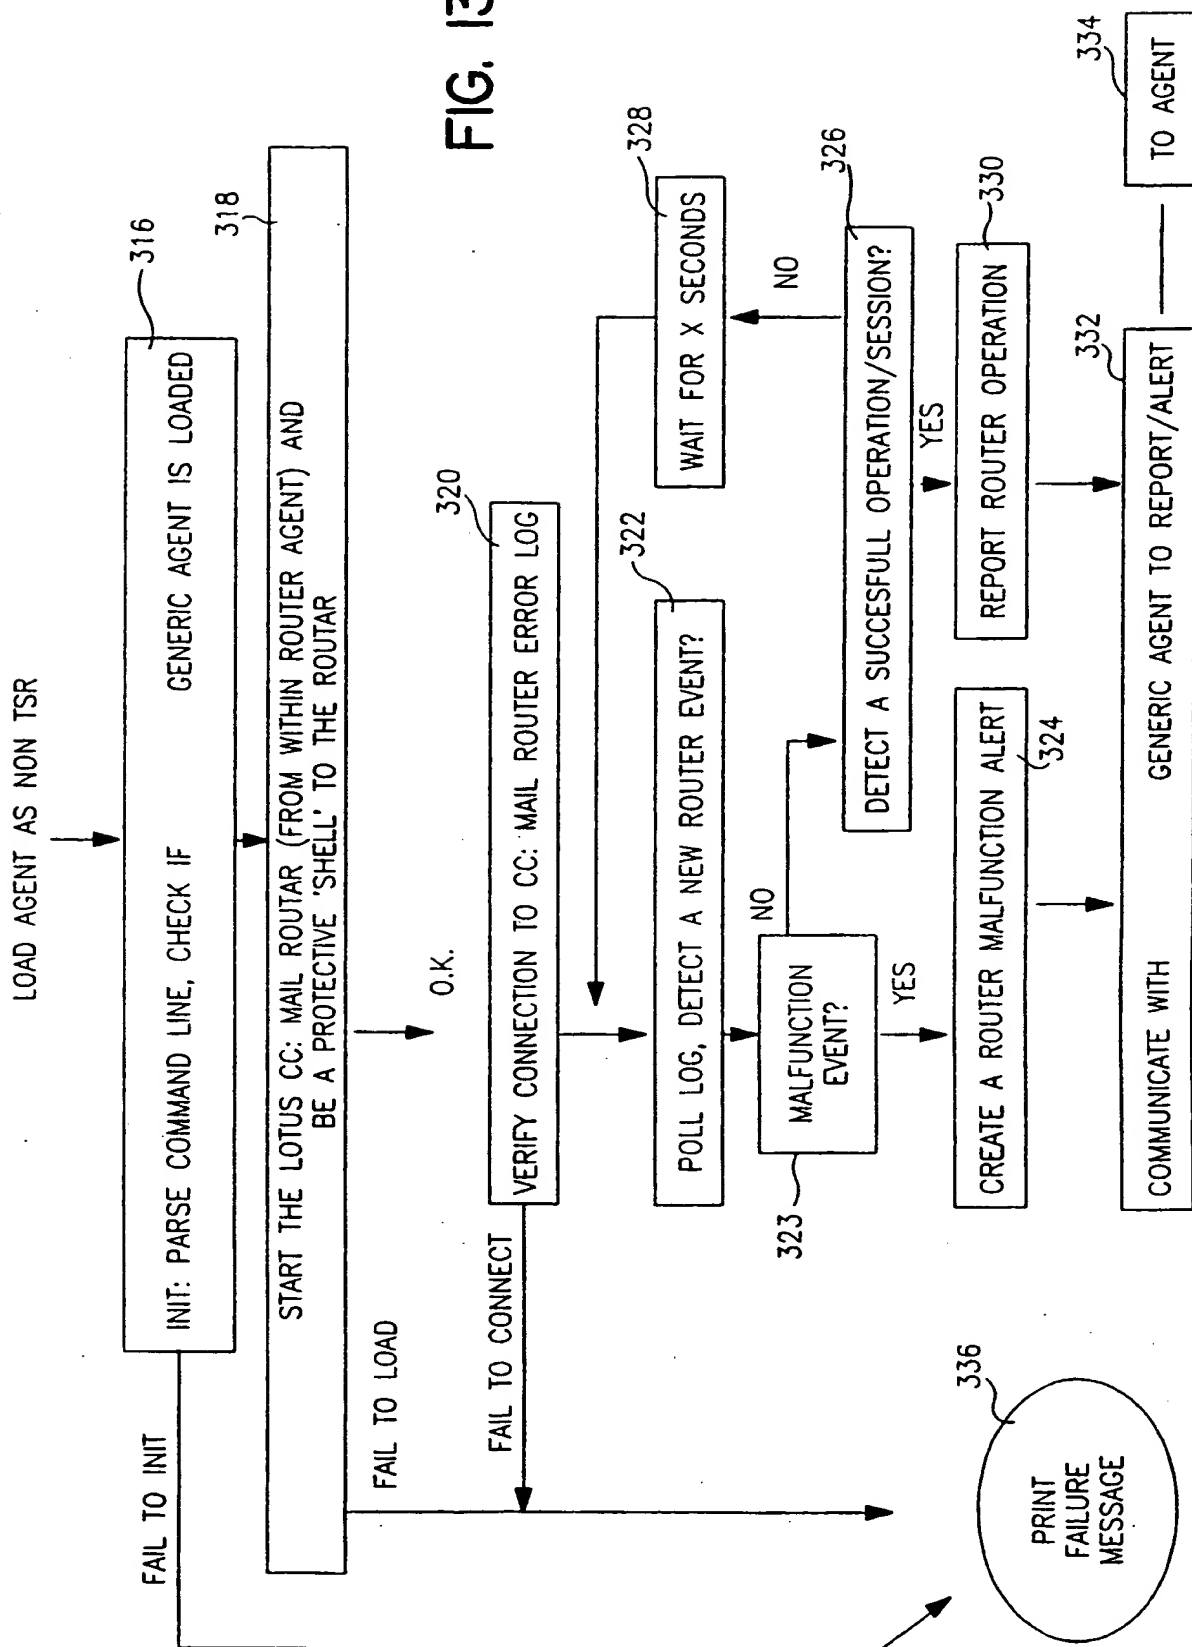 LOAD AGENT AS NON TSR
316
INIT: PARSE COMMAND LINE, CHECK IF GENERIC AGENT IS LOADED
FAIL TO INIT
318
START THE LOTUS CC: MAIL ROUTAR (FROM WITHIN ROUTER AGENT) AND
BE A PROTECTIVE 'SHELL' TO THE ROUTAR
FAIL TO LOAD
O.K.
FIG. 13
320
VERIFY CONNECTION TO CC: MAIL ROUTER ERROR LOG
FAIL TO CONNECT
322
POLL LOG, DETECT A NEW ROUTER EVENT?
328
WAIT FOR X SECONDS
NO
323
MALFUNCTION
EVENT?
NO
YES
326
DETECT A SUCCESFULL OPERATION/SESSION?
YES
CREATE A ROUTER MALFUNCTION ALERT
324
REPORT ROUTER OPERATION
330
336
PRINT
FAILURE
MESSAGE
332
COMMUNICATE WITH GENERIC AGENT TO REPORT/ALERT
334
TO AGENT